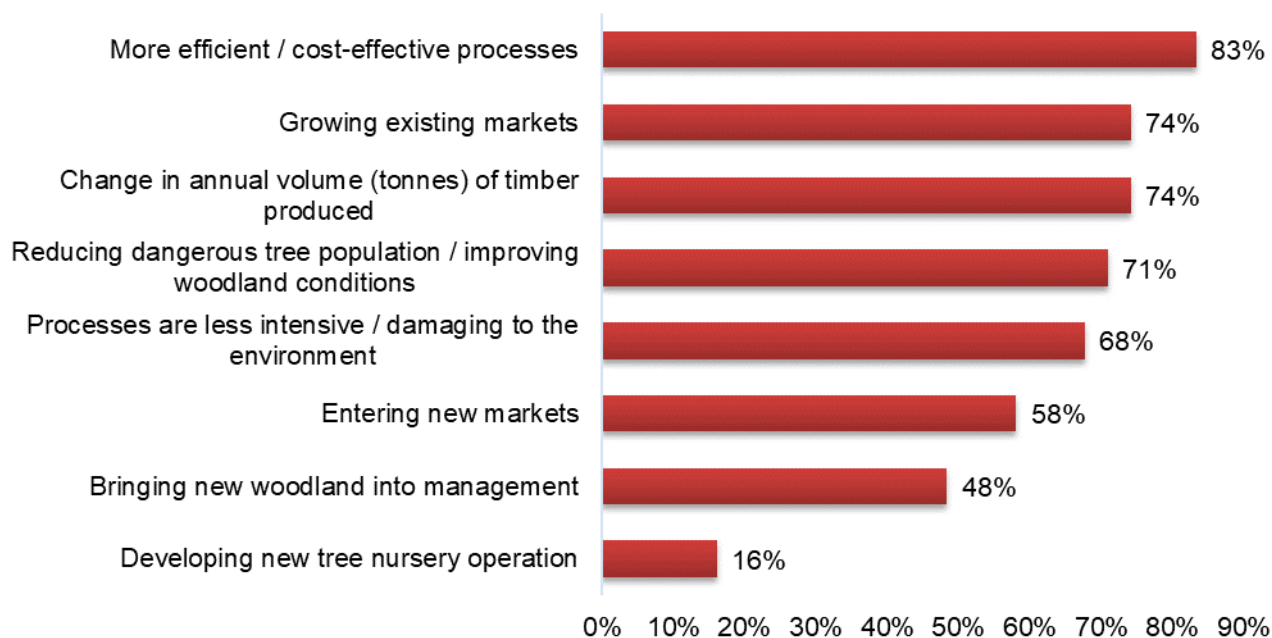 More efficient / cost-effective processes
83%
Growing existing markets
74%
Change in annual volume (tonnes) of timber
produced
74%
Reducing dangerous tree population / improving
woodland conditions
71%
Processes are less intensive / damaging to the
environment
68%
Entering new markets
58%
Bringing new woodland into management
48%
Developing new tree nursery operation
16%
0% 10% 20% 30% 40% 50% 60% 70% 80% 90%